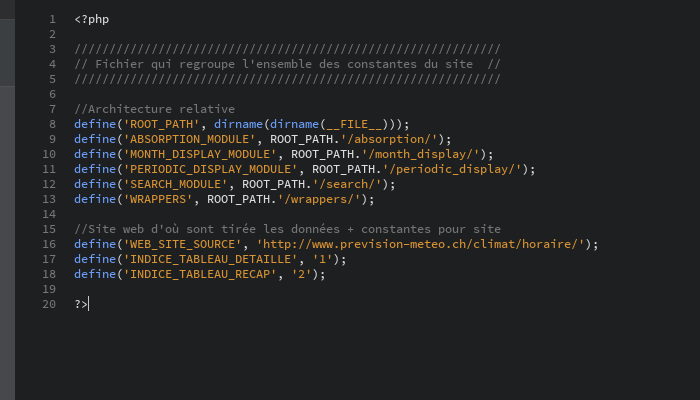 1 <?php
2
3 /////////////////////////////////////////////////////////////
4 // Fichier qui regroupe l'ensemble des constantes du site  //
5 /////////////////////////////////////////////////////////////
6
7 //Architecture relative
8 define('ROOT_PATH', dirname(dirname(__FILE__)));
9 define('ABSORPTION_MODULE', ROOT_PATH.'/absorption/');
10 define('MONTH_DISPLAY_MODULE', ROOT_PATH.'/month_display/');
11 define('PERIODIC_DISPLAY_MODULE', ROOT_PATH.'/periodic_display/');
12 define('SEARCH_MODULE', ROOT_PATH.'/search/');
13 define('WRAPPERS', ROOT_PATH.'/wrappers/');
14
15 //Site web d'où sont tirée les données + constantes pour site
16 define('WEB_SITE_SOURCE', 'http://www.prevision-meteo.ch/climat/horaire/');
17 define('INDICE_TABLEAU_DETAILLE', '1');
18 define('INDICE_TABLEAU_RECAP', '2');
19
20 ?>